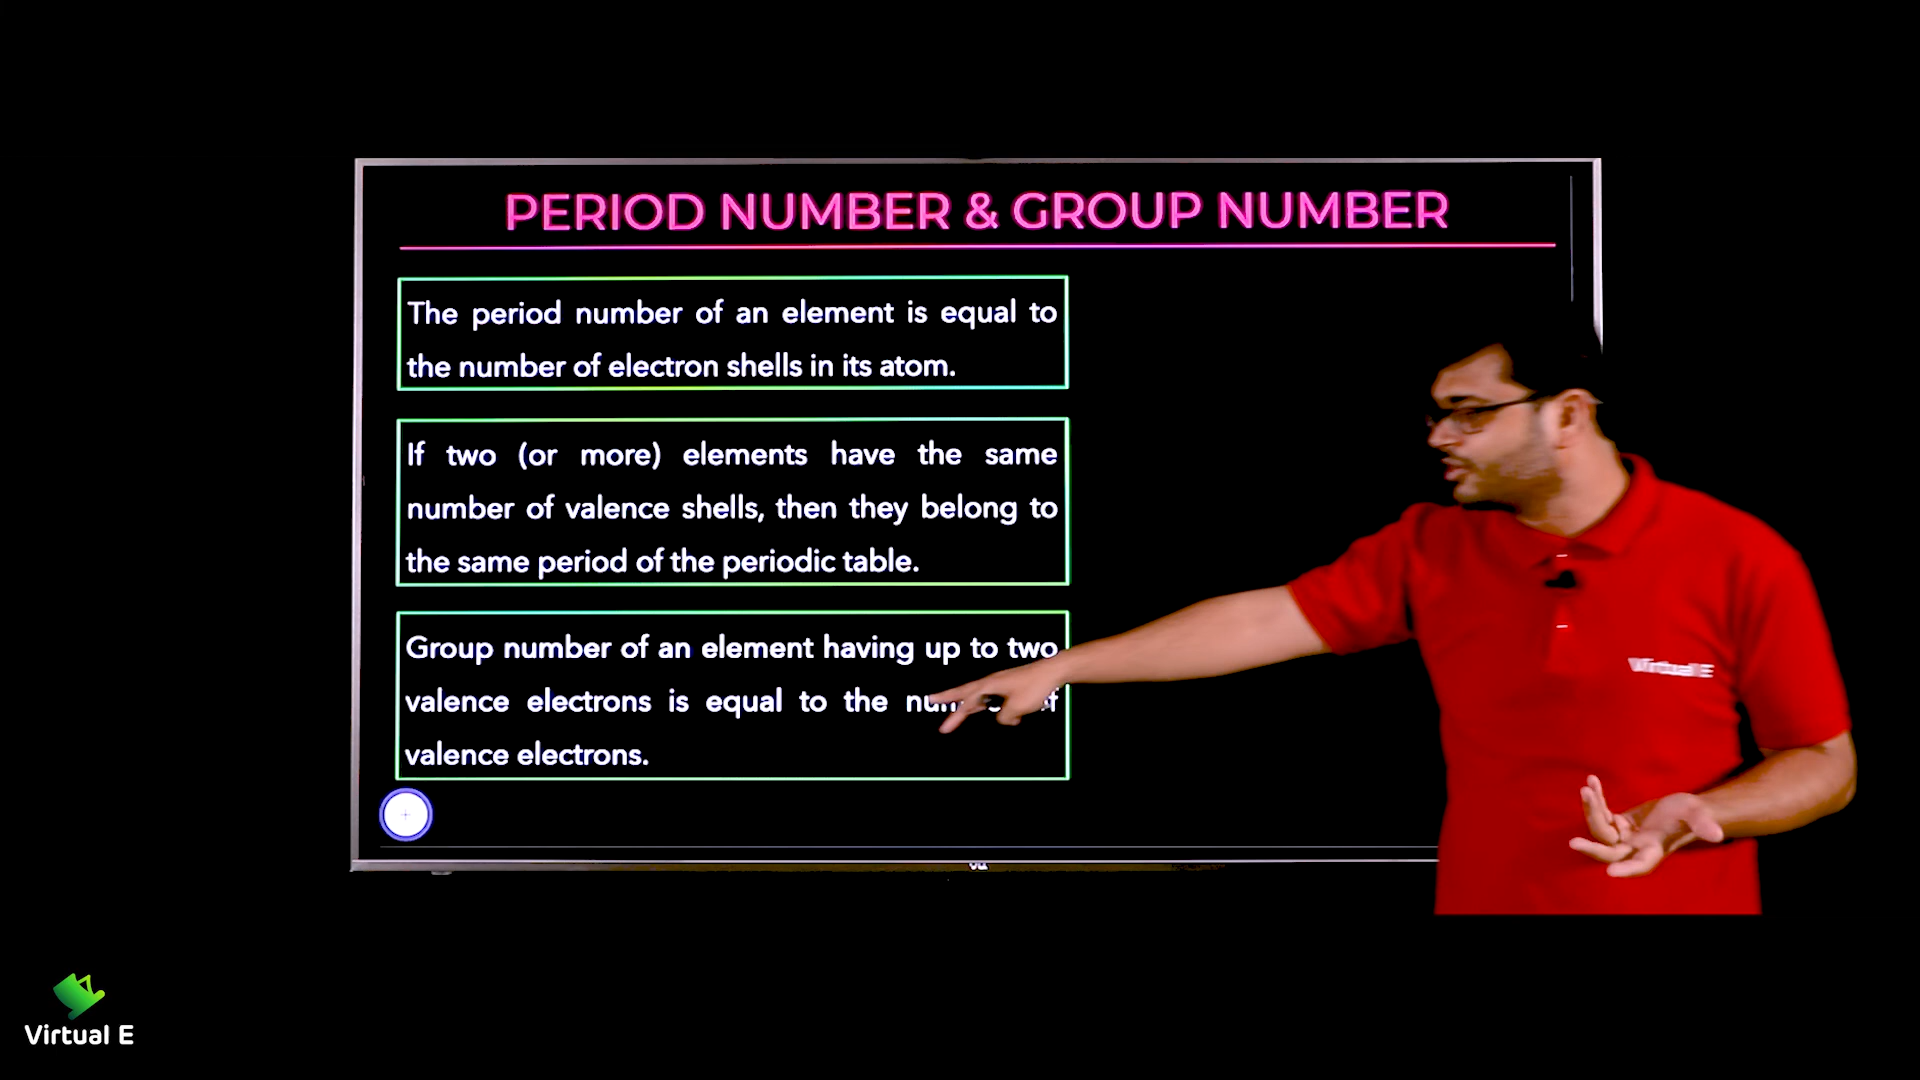 PERIOD NUMBER & GROUP NUMBER
The period number of an element is equal to
the number of electron shells in its atom.
If two (or more) elements have the same
number of valence shells, then they belong to
the same period of the periodic table.
Group number of an element having up to two
valence electrons is equal to the
valence electrons.
Virtual E
Virtual E